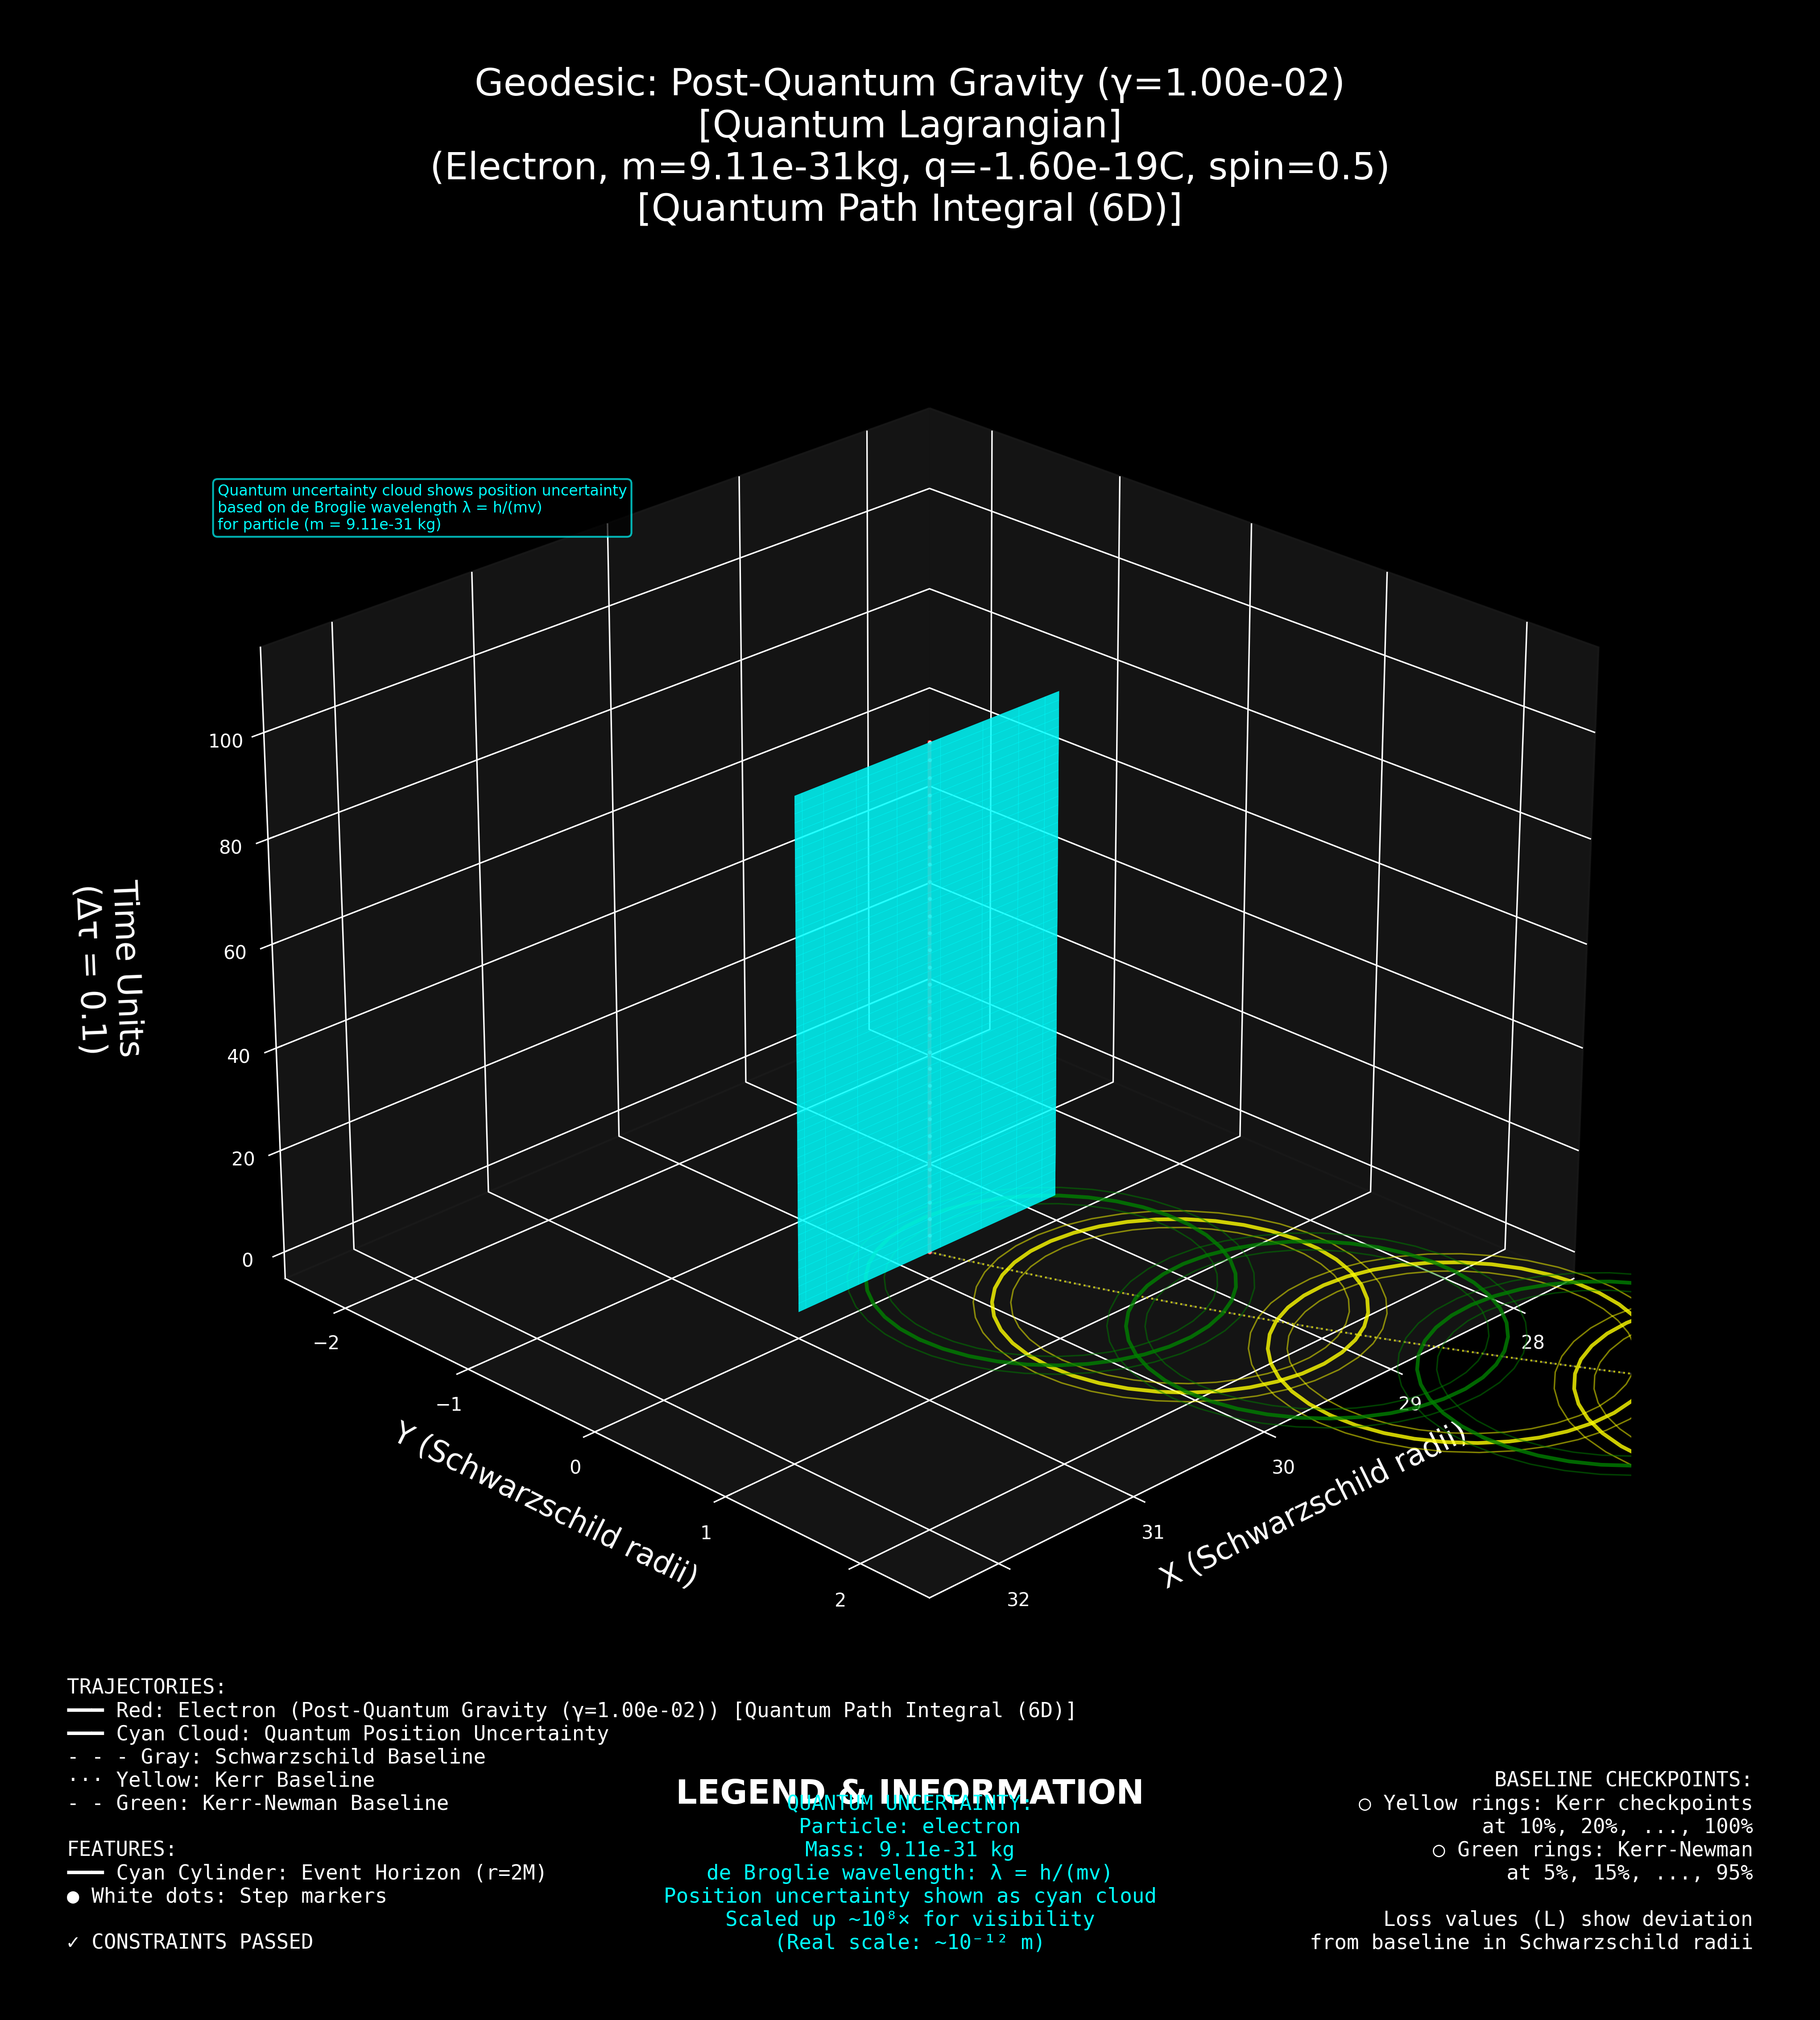 Geodesic: Post-Quantum Gravity (γ=1.00e-02)
[Quantum Lagrangian]
(Electron, m=9.11e-31kg, q=-1.60e-19C, spin=0.5)
[Quantum Path Integral (6D)]
Quantum uncertainty cloud shows position uncertainty
based on de Broglie wavelength λ = h/(mv)
for particle (m = 9.11e-31 kg)
100
80
60
40
20
0
Time Units
(Δτ = 0.1)
−2
−1
0
1
2
Y (Schwarzschild radii)
28
29
30
31
32
X (Schwarzschild radii)
TRAJECTORIES:
━━━ Red: Electron (Post-Quantum Gravity (γ=1.00e-02)) [Quantum Path Integral (6D)]
━━━ Cyan Cloud: Quantum Position Uncertainty
- - - Gray: Schwarzschild Baseline
··· Yellow: Kerr Baseline
- - Green: Kerr-Newman Baseline
FEATURES:
━━━ Cyan Cylinder: Event Horizon (r=2M)
● White dots: Step markers
✓ CONSTRAINTS PASSED
LEGEND & INFORMATION
QUANTUM UNCERTAINTY:
Particle: electron
Mass: 9.11e-31 kg
de Broglie wavelength: λ = h/(mv)
Position uncertainty shown as cyan cloud
Scaled up ~10⁸× for visibility
(Real scale: ~10⁻¹² m)
BASELINE CHECKPOINTS:
○ Yellow rings: Kerr checkpoints
at 10%, 20%, ..., 100%
○ Green rings: Kerr-Newman
at 5%, 15%, ..., 95%
Loss values (L) show deviation
from baseline in Schwarzschild radii